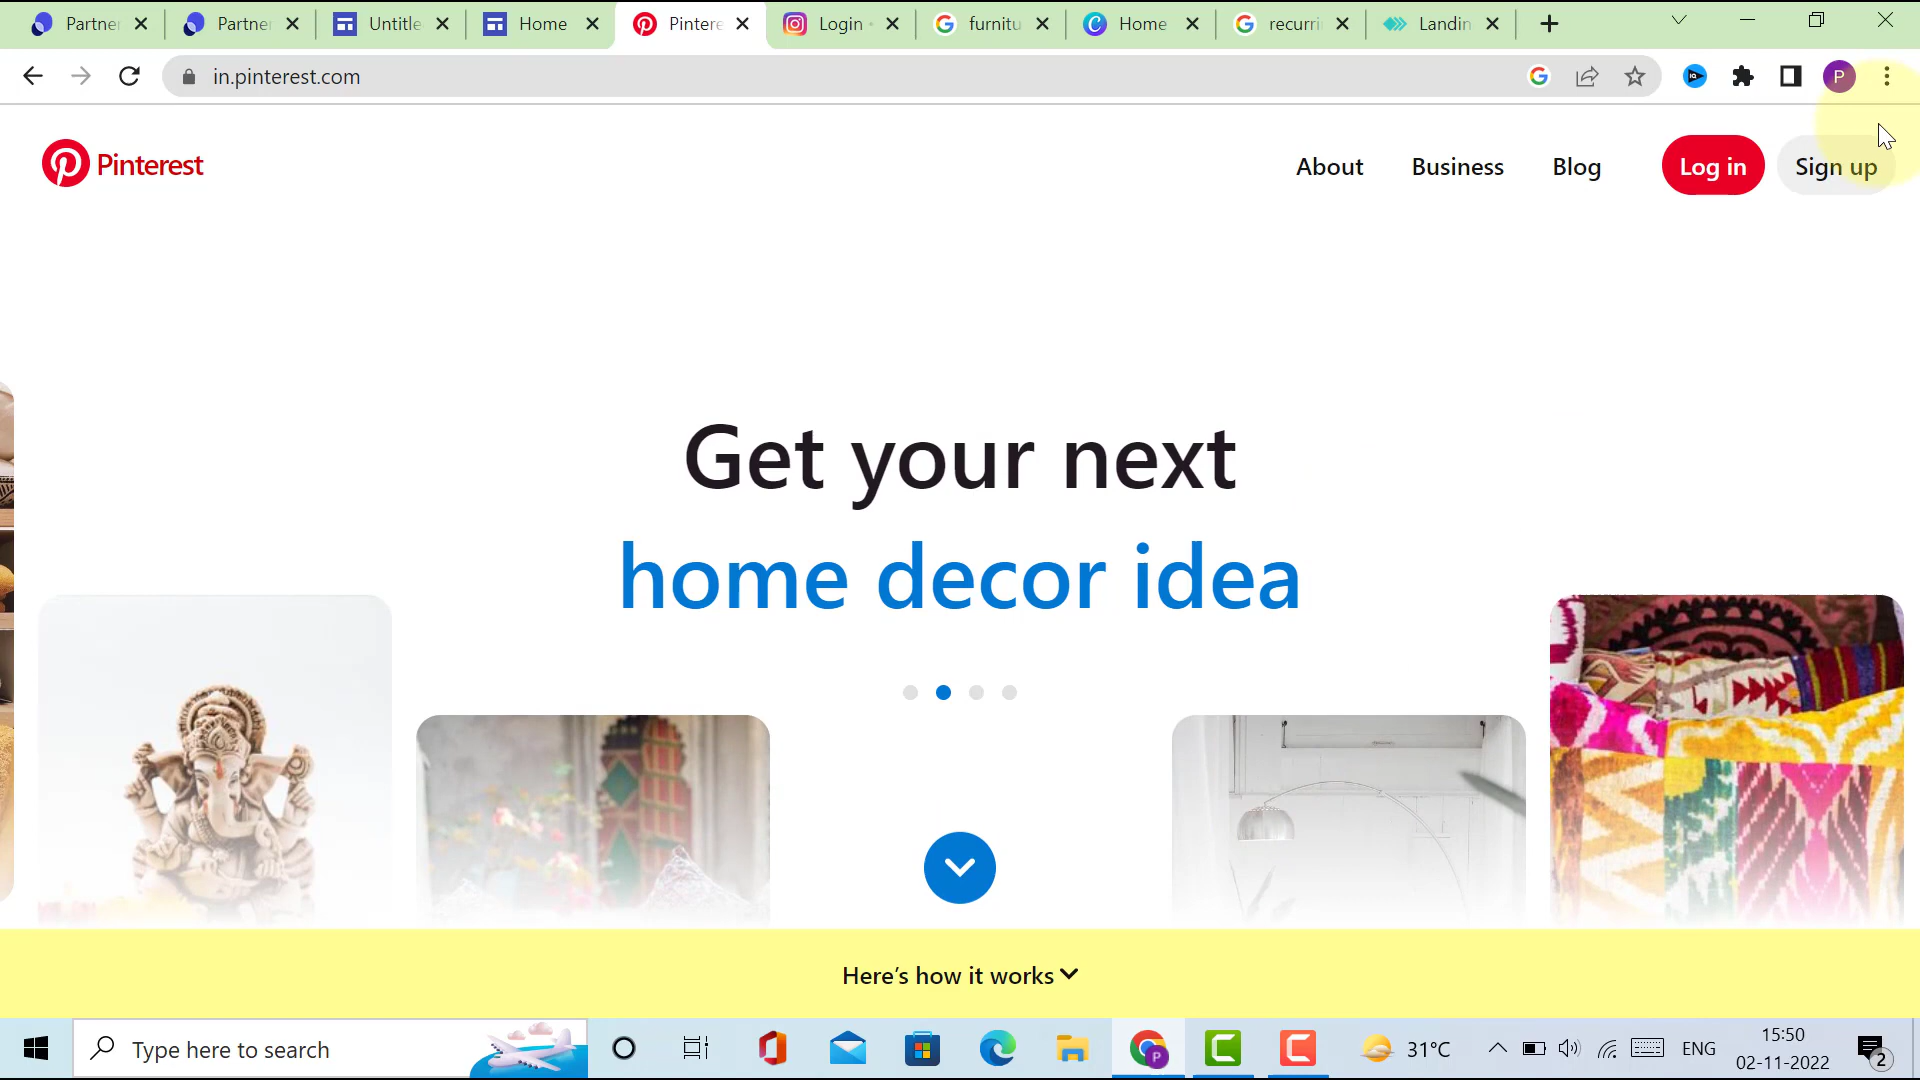 Partner
Partner
Untitle
Home
Pintere
Login
furnitu
Home
recurri
Landin
in.pinterest.com
P
Pinterest
About
Business
Blog
Log in
Sign up
Get your next
home decor idea
Here's how it works
Type here to search
P
31°C
ENG
15:50
02-11-2022
2